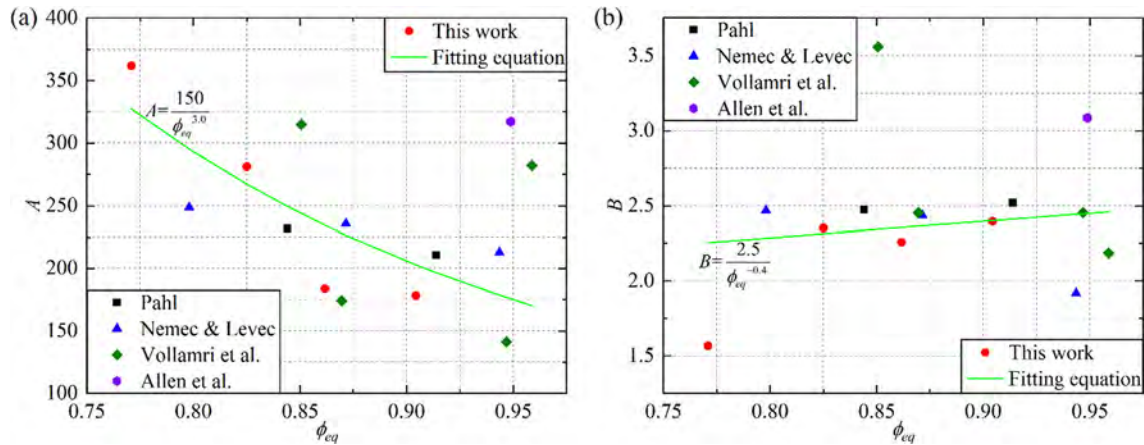 (a)
This work
Fitting equation
A=150/ϕeq^3.0
400
350
300
250
200
150
100
A
Pahl
Nemec & Levec
Vollamri et al.
Allen et al.
0.75 0.80 0.85 0.90 0.95
ϕeq
(b)
Pahl
Nemec & Levec
Vollamri et al.
Allen et al.
3.5
3.0
2.5
2.0
1.5
B
B=2.5/ϕeq^−0.4
This work
Fitting equation
0.75 0.80 0.85 0.90 0.95
ϕeq